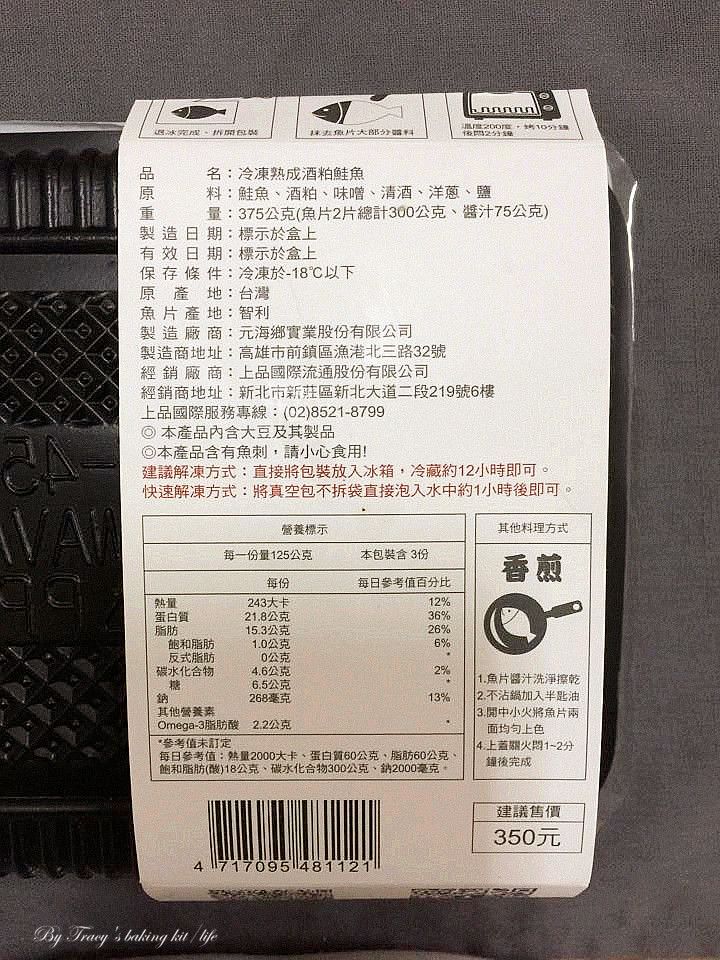 退冰完成、拆開包裝
抹去魚片大部分醬料
溫度200度,烤10分鐘
後悶2分鐘
品 名：冷凍熟成酒粕鮭魚
原 料：鮭魚、酒粕、味噌、清酒、洋蔥、鹽
重 量：375公克(魚片2片總計300公克、醬汁75公克)
製造日期：標示於盒上
有效日期：標示於盒上
保存條件：冷凍於-18℃以下
原產地：台灣
魚片產地：智利
製造廠商：元海鄉實業股份有限公司
製造商地址：高雄市前鎮區漁港北三路32號
經銷廠商：上品國際流通股份有限公司
經銷商地址：新北市新莊區新北大道二段219號6樓
上品國際服務專線：(02)8521-8799
◎ 本產品內含大豆及其製品
◎本產品含有魚刺，請小心食用!
建議解凍方式：直接將包裝放入冰箱，冷藏約12小時即可。
快速解凍方式：將真空包不拆袋直接泡入水中約1小時後即可。
營養標示
每一份量125公克 本包裝含 3份
每份 每日參考值百分比
熱量 243大卡 12%
蛋白質 21.8公克 36%
脂肪 15.3公克 26%
飽和脂肪 1.0公克 6%
反式脂肪 0公克 *
碳水化合物 4.6公克 2%
糖 6.5公克 *
鈉 268毫克 13%
其他營養素
Omega-3脂肪酸 2.2公克 *
*參考值未訂定
每日參考值：熱量2000大卡、蛋白質60公克、脂肪60公克、
飽和脂肪(酸)18公克、碳水化合物300公克、鈉2000毫克。
其他料理方式
香煎
1.魚片醬汁洗淨擦乾
2.不沾鍋加入半匙油
3.開中小火將魚片兩
面均勻上色
4.上蓋關火悶1~2分
鐘後完成
建議售價
350元
4 717095 481121
By Tracy 's baking kit / life